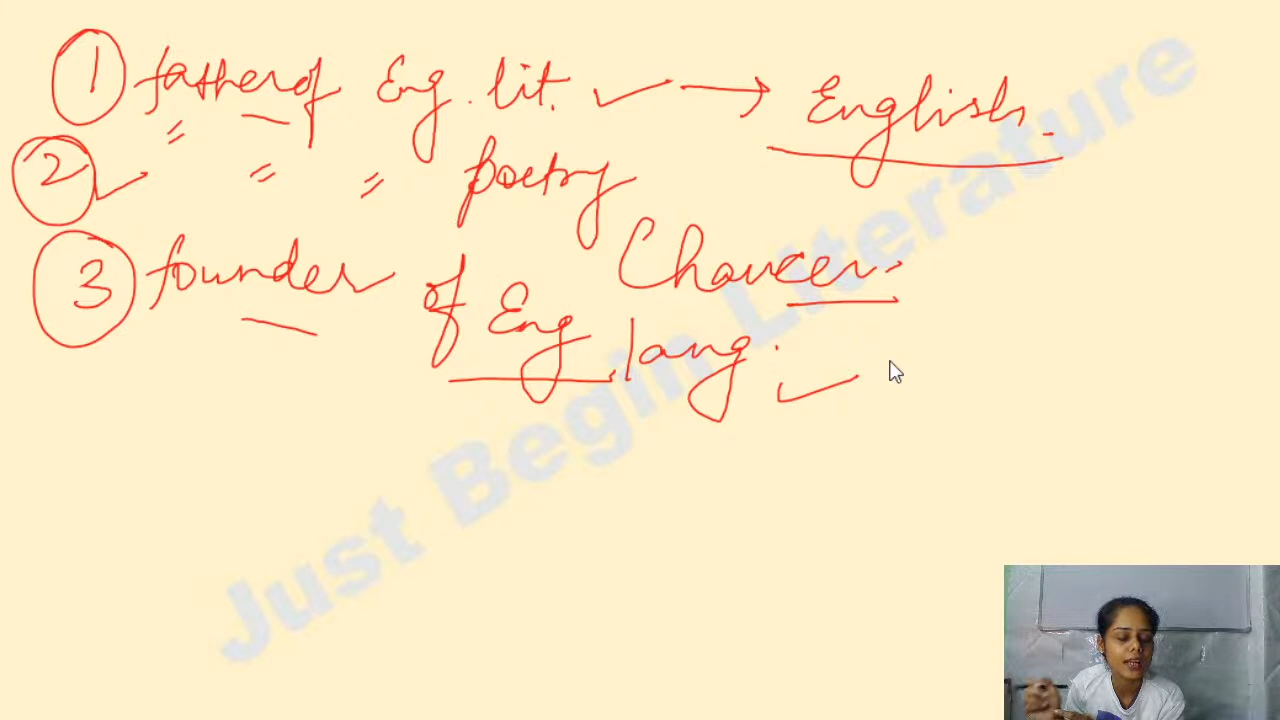 1 father of Eng. lit. → English.
2 " " " poetry
Chaucer.
3 founder of Eng. lang.
Just Begin Literature